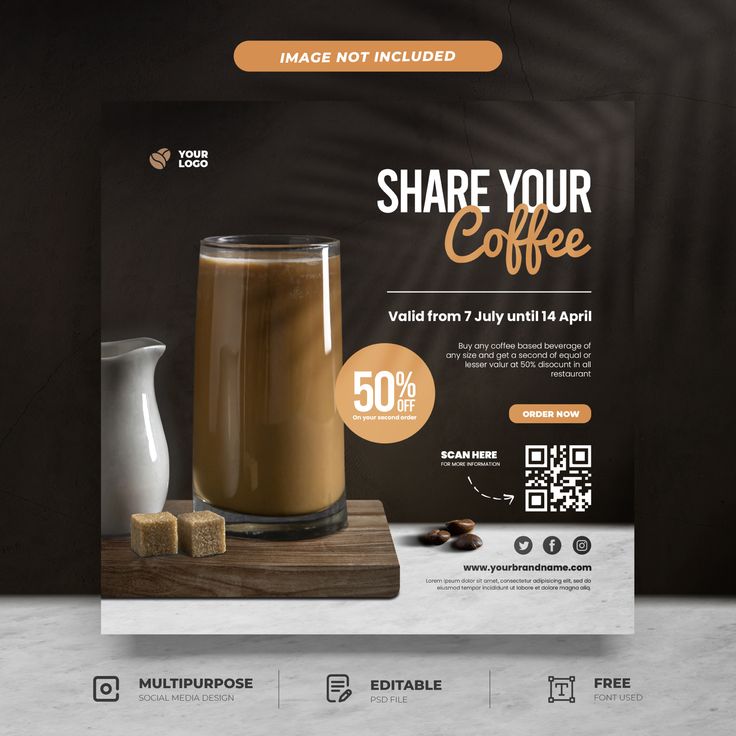 IMAGE NOT INCLUDED
YOUR
LOGO
SHARE YOUR
Coffee
Valid from 7 July until 14 April
Buy any coffee based beverage of
any size and get a second of equal or
lesser valur at 50% disocunt in all
restaurant
50%
OFF
On your second order
ORDER NOW
SCAN HERE
FOR MORE INFORMATION
www.yourbrandname.com
Lorem ipsum dolor sit amet, consectetur adipiscing elit, sed do eiusmod
tempor incididunt ut labore et dolore magna aliqua.
MULTIPURPOSE
SOCIAL MEDIA DESIGN
EDITABLE
PSD FILE
FREE
FONT USED